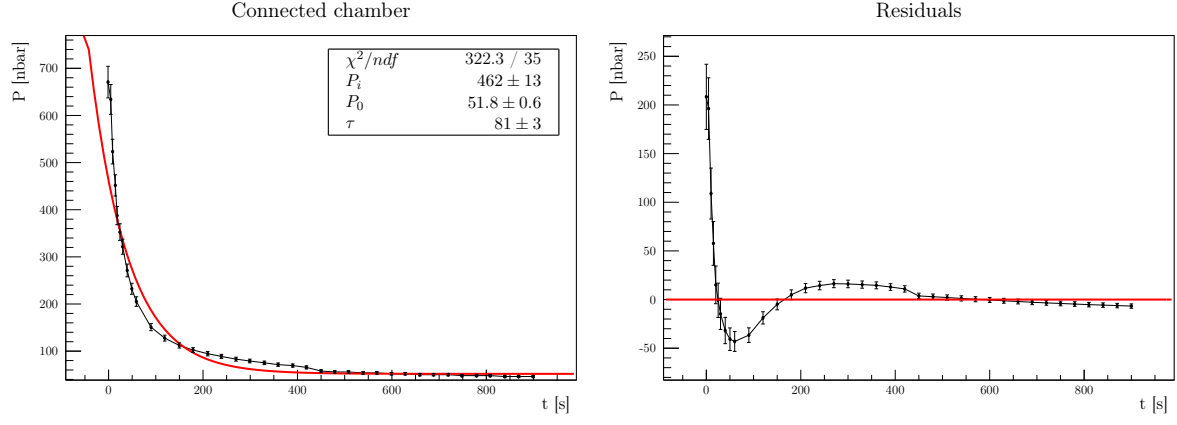 Connected chamber
P [nbar]
700
600
500
400
300
200
100
χ²/ndf 322.3 / 35
P_i 462 ± 13
P_0 51.8 ± 0.6
τ 81 ± 3
0 200 400 600 800
t [s]
Residuals
P [nbar]
250
200
150
100
50
0
-50
0 200 400 600 800
t [s]